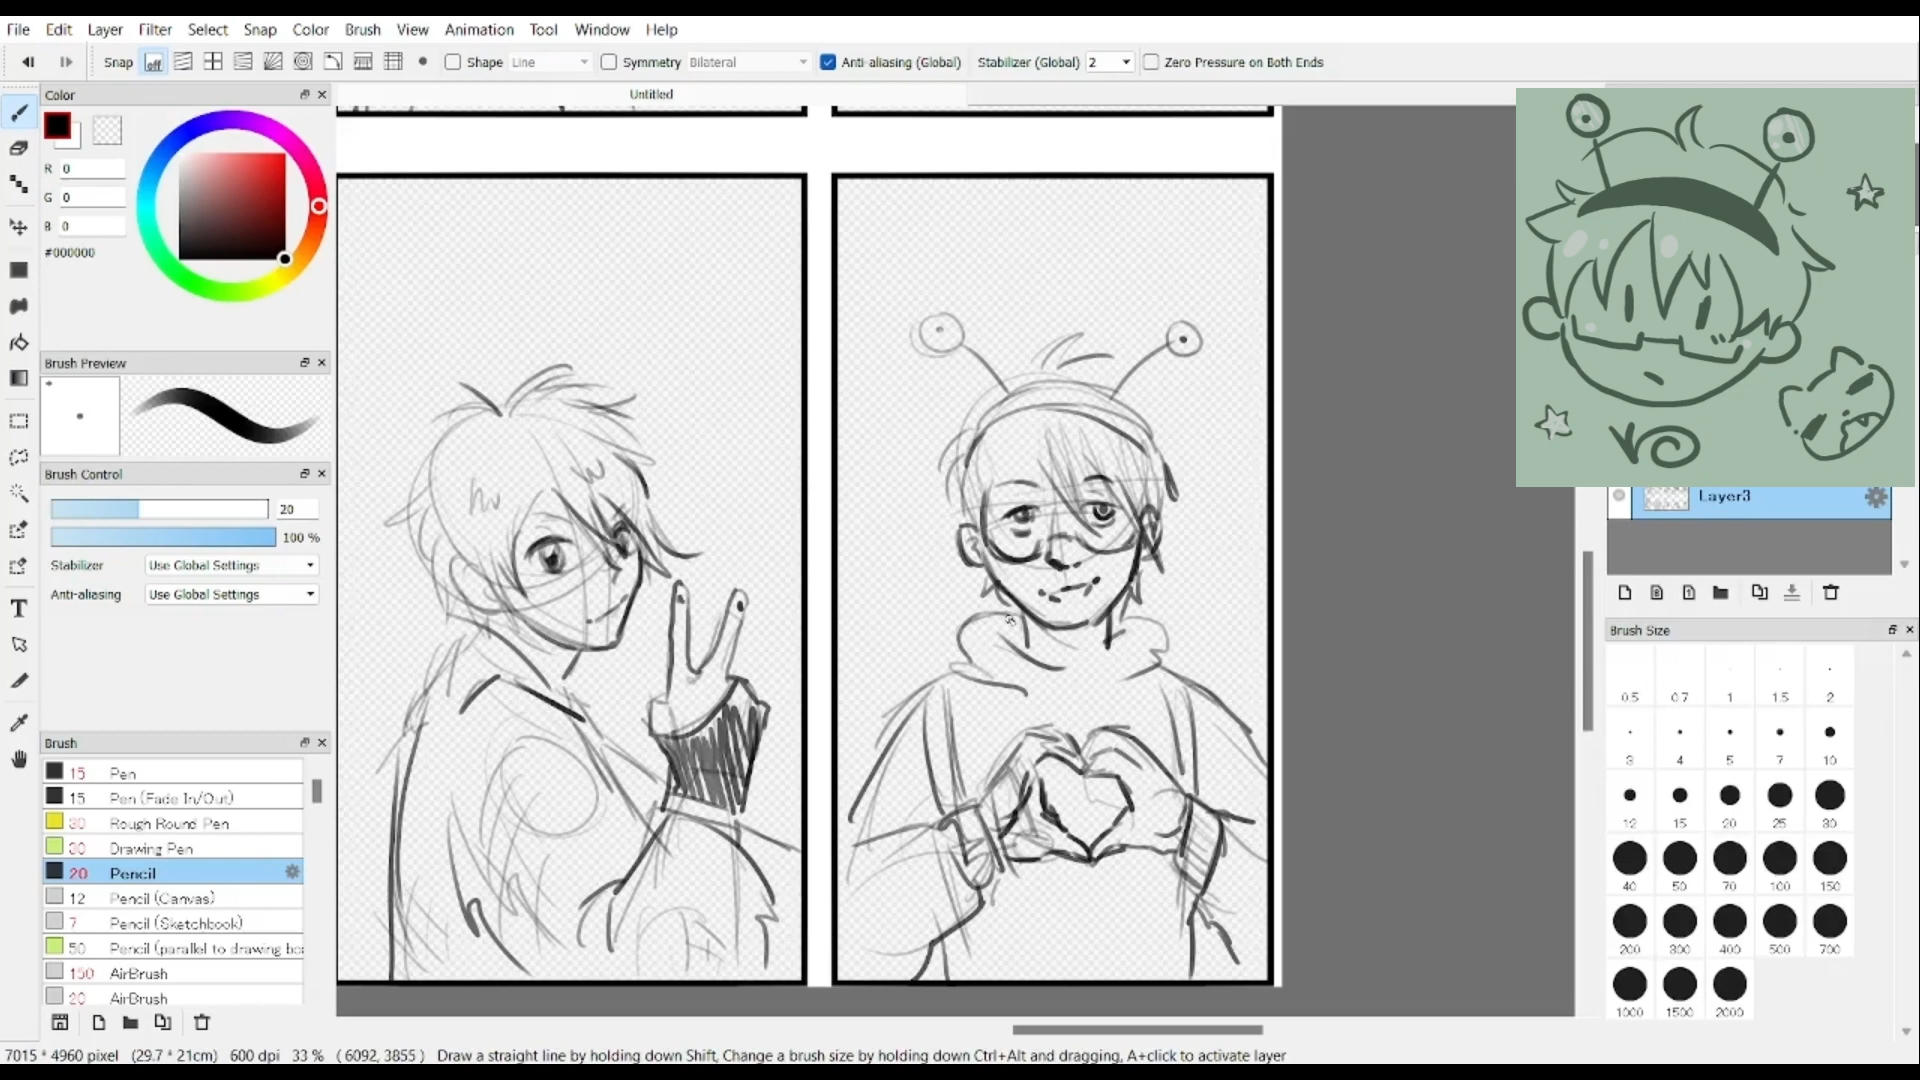 File Edit Layer Filter Select Snap Color Brush View Animation Tool Window Help
Snap off Shape Line Symmetry Bilateral Anti-aliasing (Global) Stabilizer (Global) 2 Zero Pressure on Both Ends
Color
Untitled
R 0
G 0
B 0
#000000
Brush Preview
Brush Control
20
100 %
Stabilizer Use Global Settings
Anti-aliasing Use Global Settings
T
Brush
15 Pen
15 Pen (Fade In/Out)
30 Rough Round Pen
30 Drawing Pen
20 Pencil
12 Pencil (Canvas)
7 Pencil (Sketchbook)
50 Pencil (parallel to drawing bo
150 AirBrush
20 AirBrush
Layer3
Brush Size
0.5 0.7 1 1.5 2
3 4 5 7 10
12 15 20 25 30
40 50 70 100 150
200 300 400 500 700
1000 1500 2000
7015 * 4960 pixel (29.7 * 21cm) 600 dpi 33 % ( 6092, 3855 ) Draw a straight line by holding down Shift, Change a brush size by holding down Ctrl+Alt and dragging, A+click to activate layer